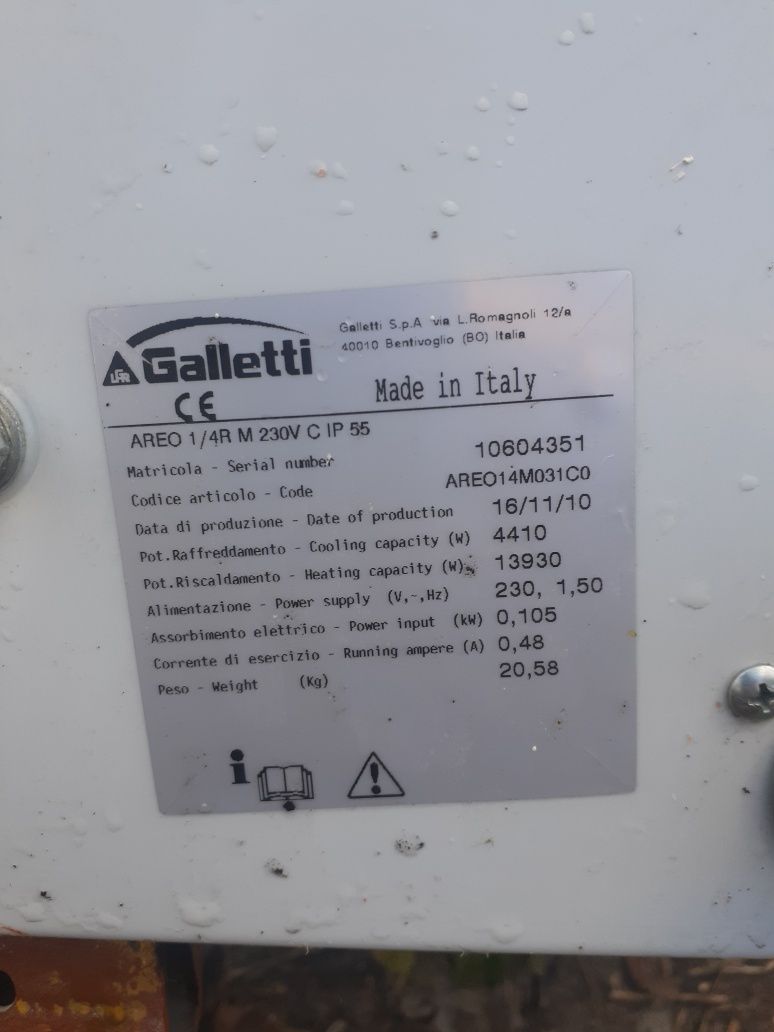 Galletti S.p.A via L.Romagnoli 12/a
40010 Bentivoglio (BO) Italia
LGR Galletti
CE
Made in Italy
AREO 1/4R M 230V C IP 55
Matricola - Serial number 10604351
Codice articolo - Code AREO14M031C0
Data di produzione - Date of production 16/11/10
Pot.Raffreddamento - Cooling capacity (W) 4410
Pot.Riscaldamento - Heating capacity (W) 13930
Alimentazione - Power supply (V,~,Hz) 230, 1,50
Assorbimento elettrico - Power input (kW) 0,105
Corrente di esercizio - Running ampere (A) 0,48
Peso - Weight (Kg) 20,58